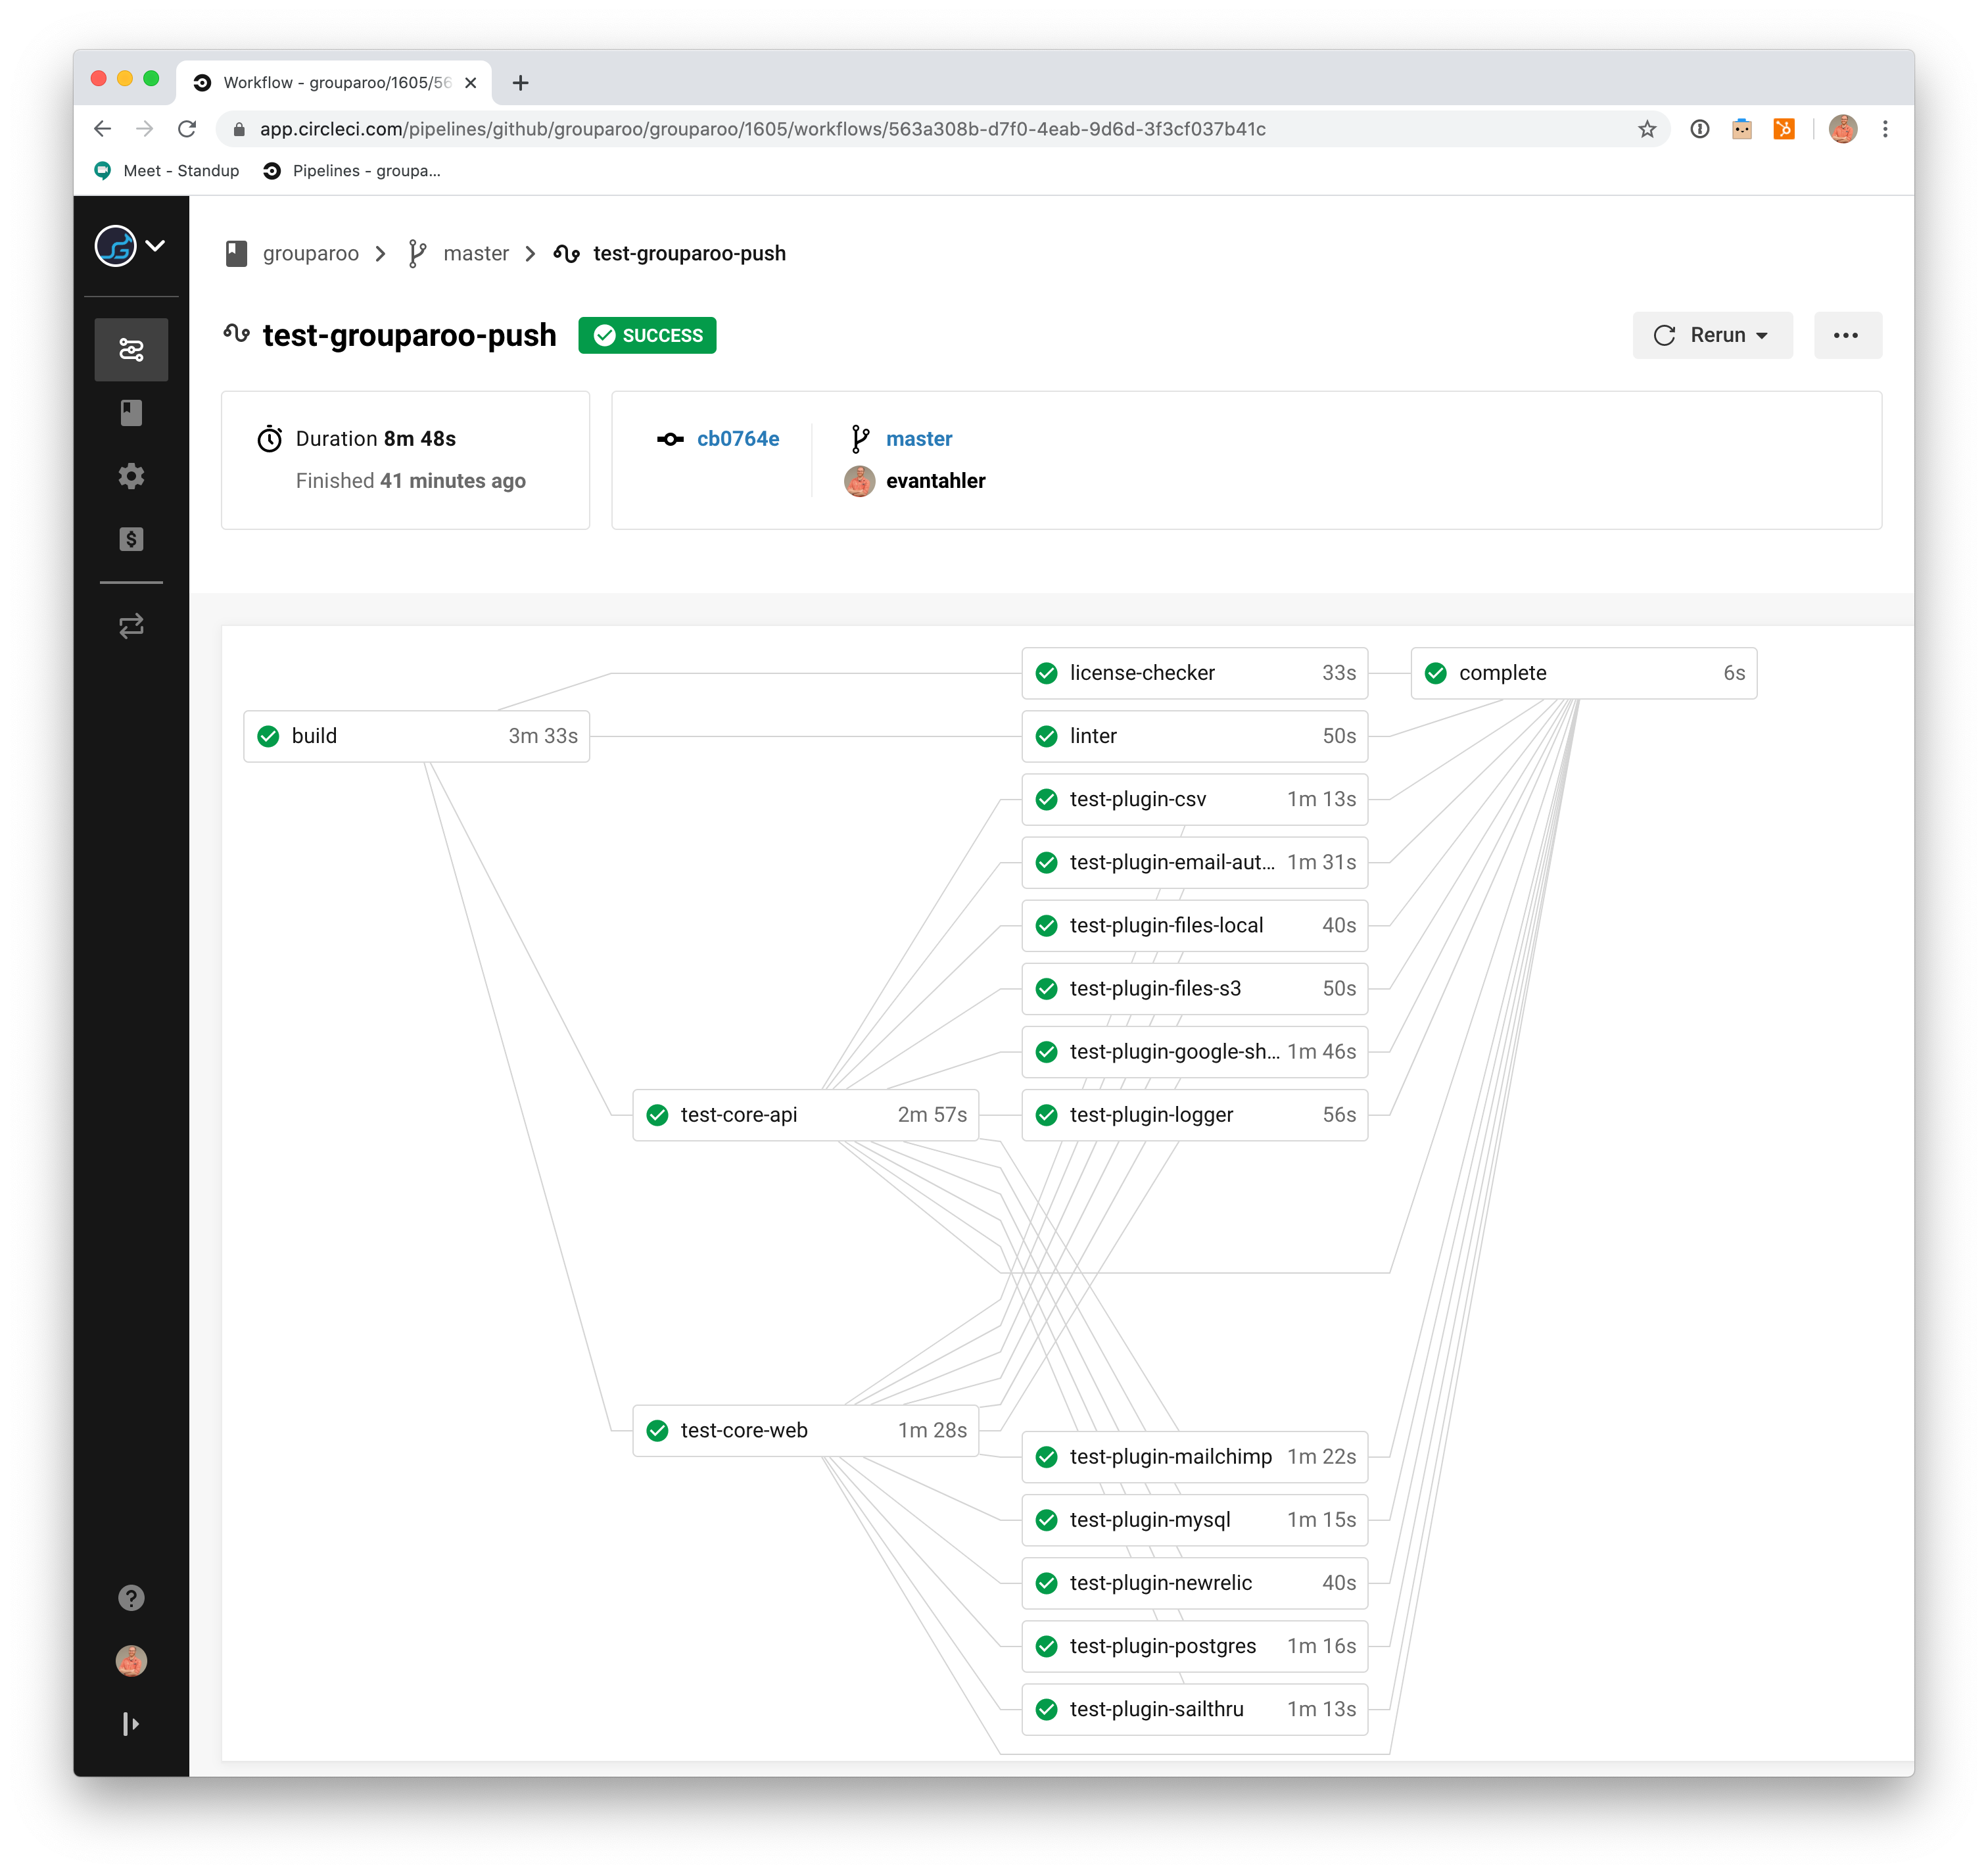 Workflow - grouparoo/1605/56
app.circleci.com/pipelines/github/grouparoo/grouparoo/1605/workflows/563a308b-d7f0-4eab-9d6d-3f3cf037b41c
Meet - Standup Pipelines - groupa...
grouparoo master test-grouparoo-push
test-grouparoo-push SUCCESS Rerun
Duration 8m 48s cb0764e master
Finished 41 minutes ago evantahler
license-checker 33s complete 6s
build 3m 33s linter 50s
test-plugin-csv 1m 13s
test-plugin-email-aut... 1m 31s
test-plugin-files-local 40s
test-plugin-files-s3 50s
test-plugin-google-sh... 1m 46s
test-core-api 2m 57s test-plugin-logger 56s
test-core-web 1m 28s
test-plugin-mailchimp 1m 22s
test-plugin-mysql 1m 15s
test-plugin-newrelic 40s
test-plugin-postgres 1m 16s
test-plugin-sailthru 1m 13s